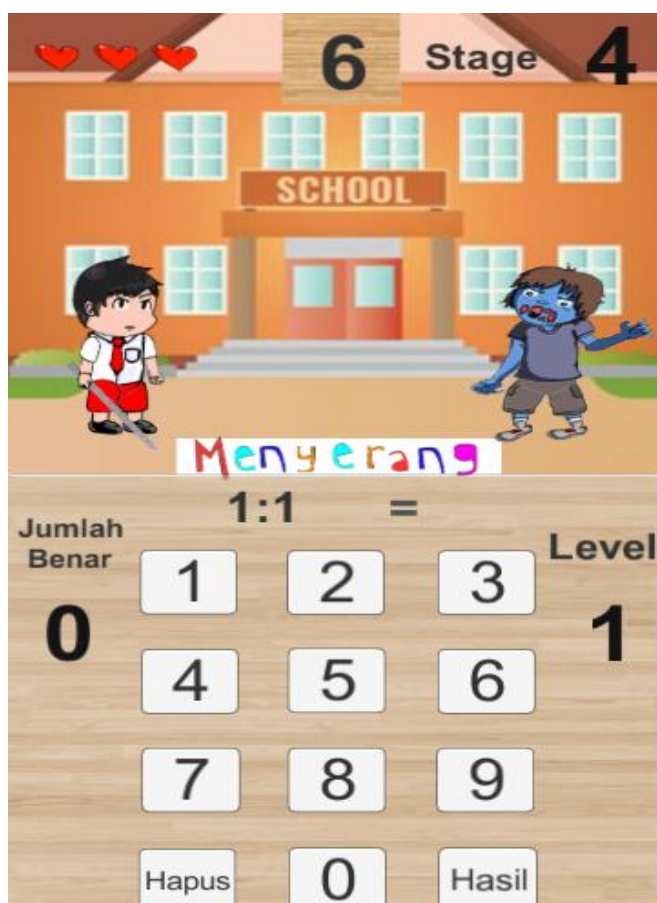 6 Stage 4
SCHOOL
Menyerang
1:1 =
Jumlah
Benar
0
Level
1
1 2 3
4 5 6
7 8 9
Hapus 0 Hasil